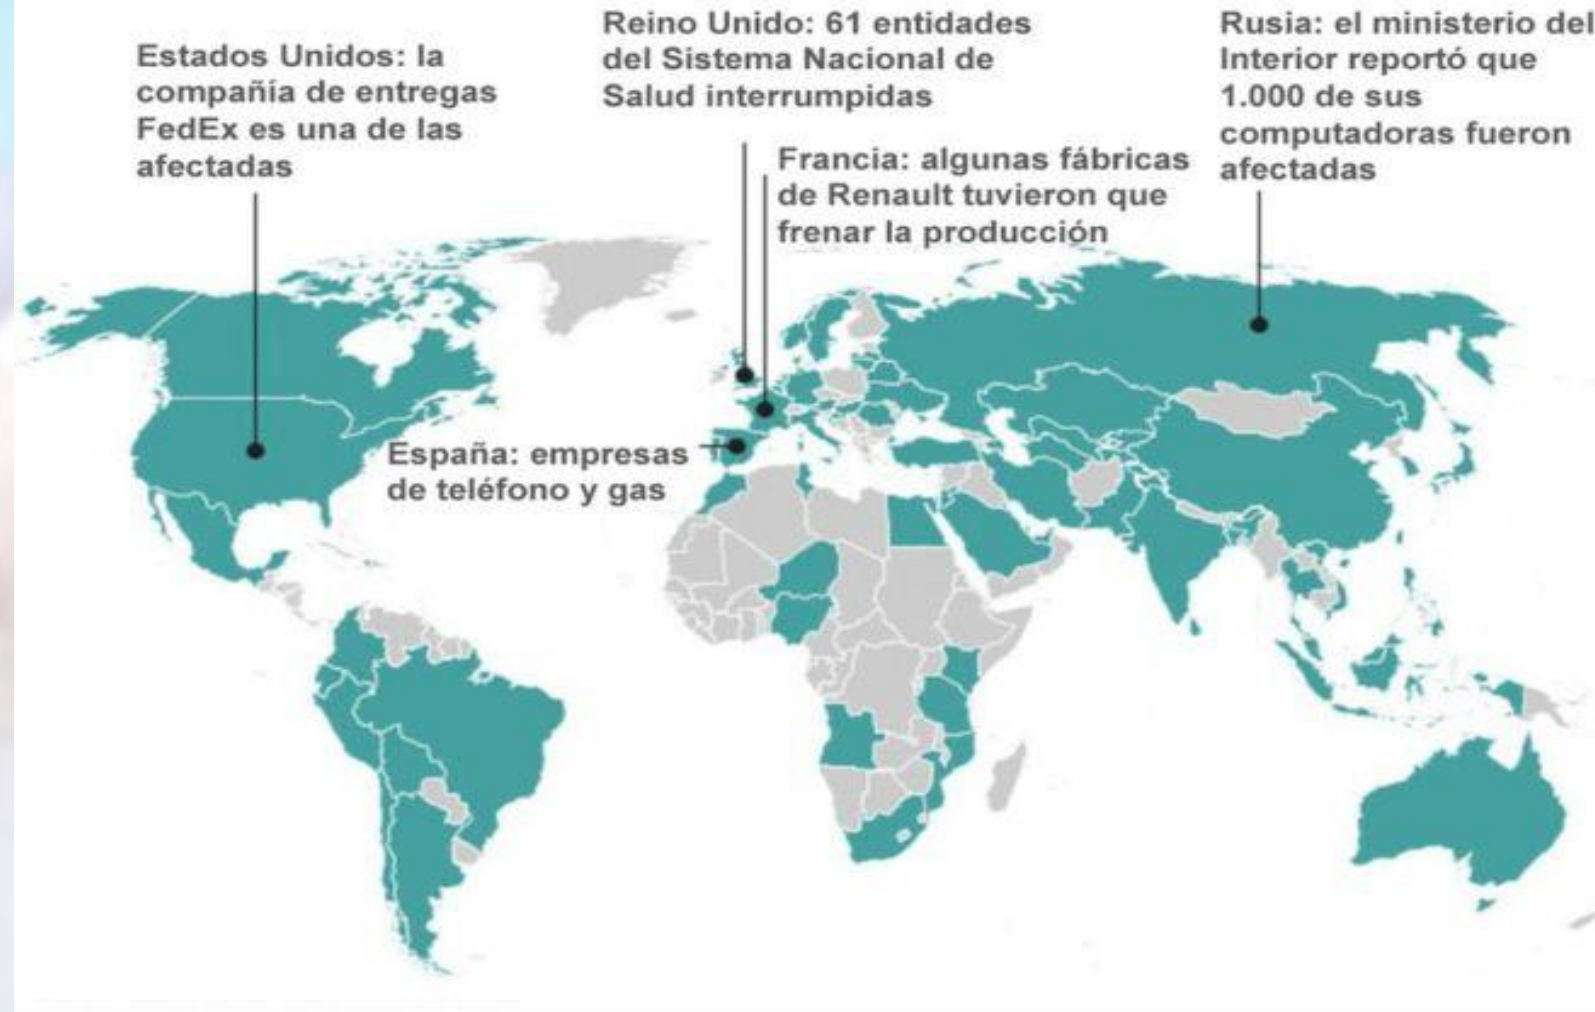 Estados Unidos: la
compañía de entregas
FedEx es una de las
afectadas
Reino Unido: 61 entidades
del Sistema Nacional de
Salud interrumpidas
Francia: algunas fábricas
de Renault tuvieron que
frenar la producción
Rusia: el ministerio del
Interior reportó que
1.000 de sus
computadoras fueron
afectadas
España: empresas
de teléfono y gas